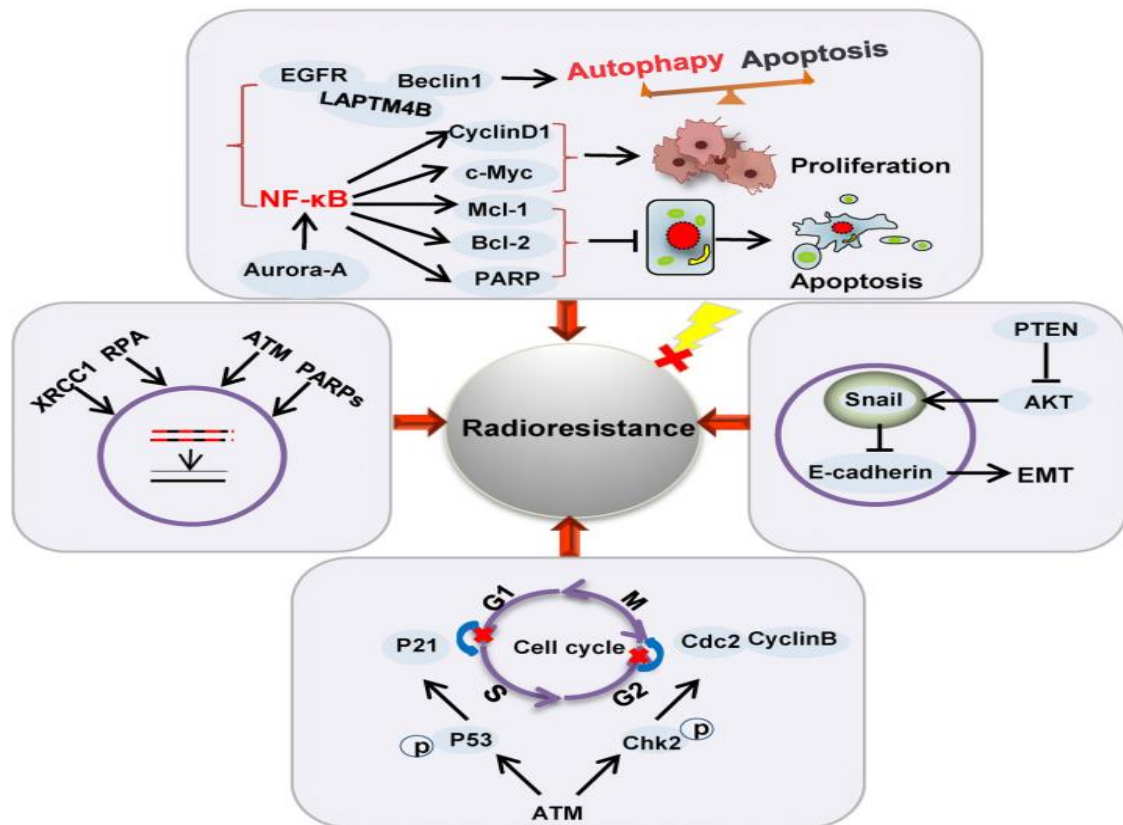 EGFR
Beclin1
LAPTM4B
Autophapy Apoptosis
CyclinD1
c-Myc
Proliferation
NF-κB
Mcl-1
Bcl-2
Aurora-A
PARP
Apoptosis
XRCC1 RPA
ATM PARPs
Radioresistance
PTEN
Snail
AKT
E-cadherin
EMT
G1
M
P21
Cell cycle
Cdc2 CyclinB
S
G2
p P53
Chk2 p
ATM